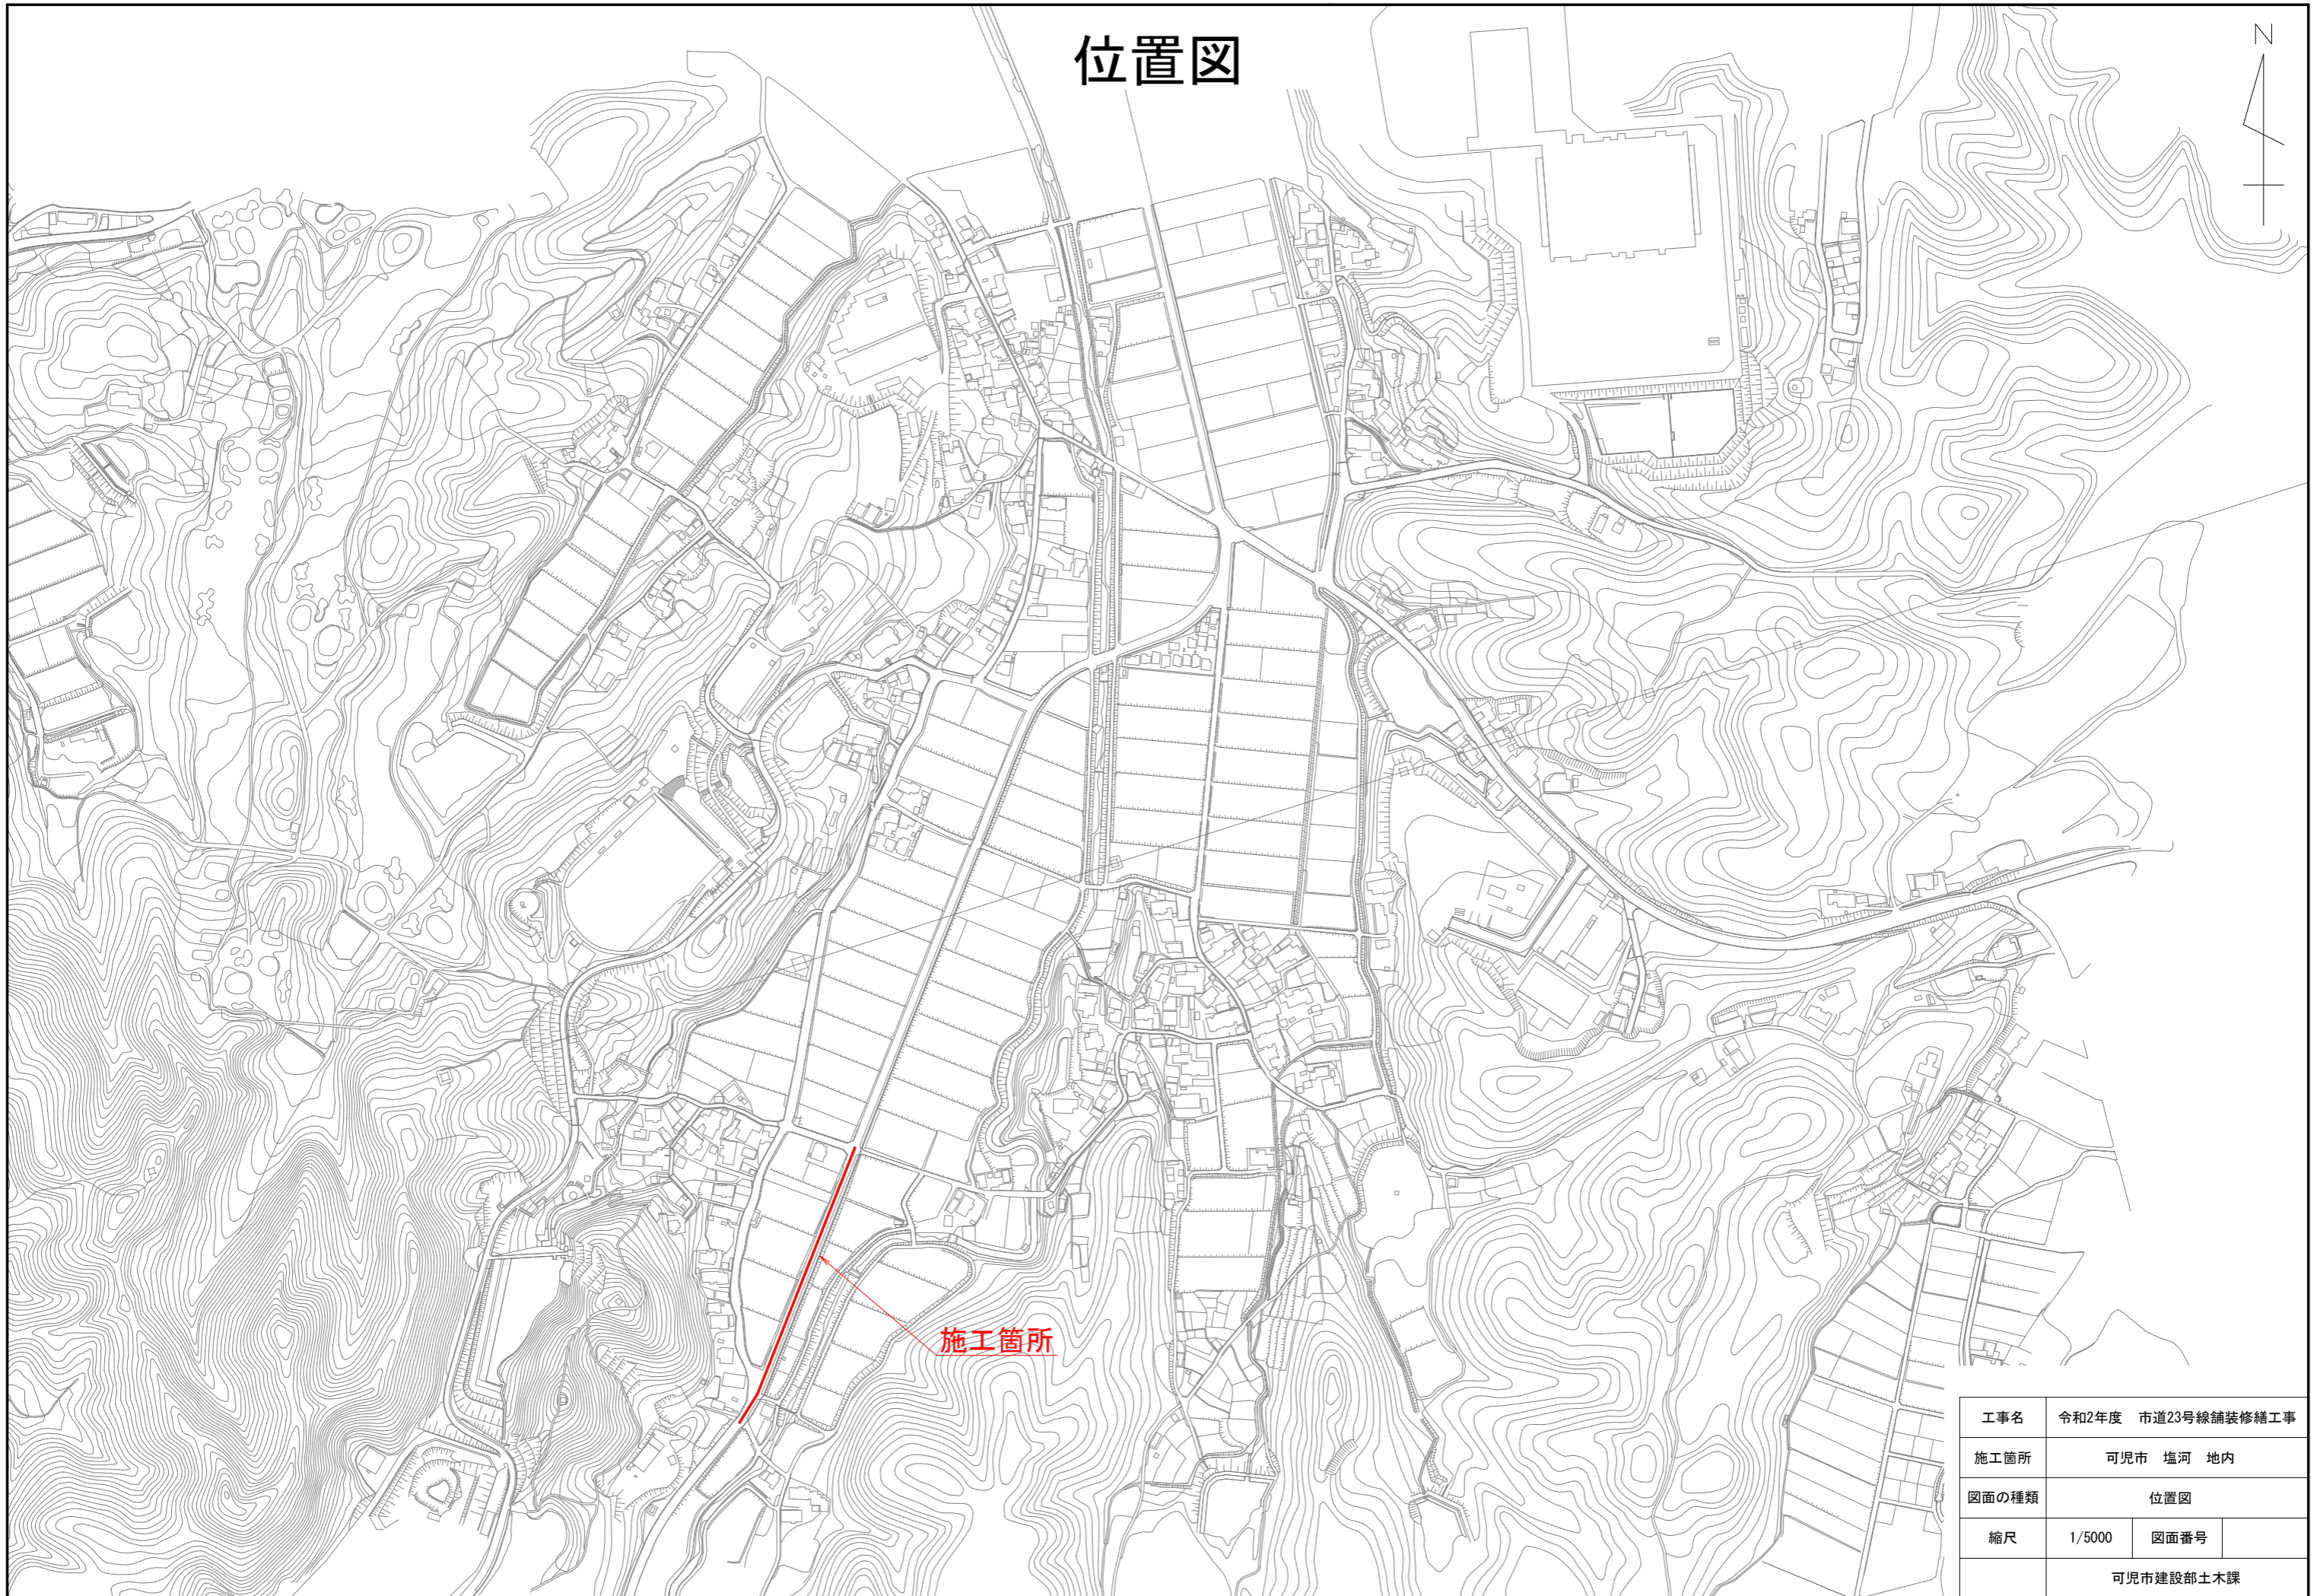 位置図
N
施工箇所
工事名 令和2年度 市道23号線舗装修繕工事
施工箇所 可児市 塩河 地内
図面の種類 位置図
縮尺 1/5000 図面番号
可児市建設部土木課